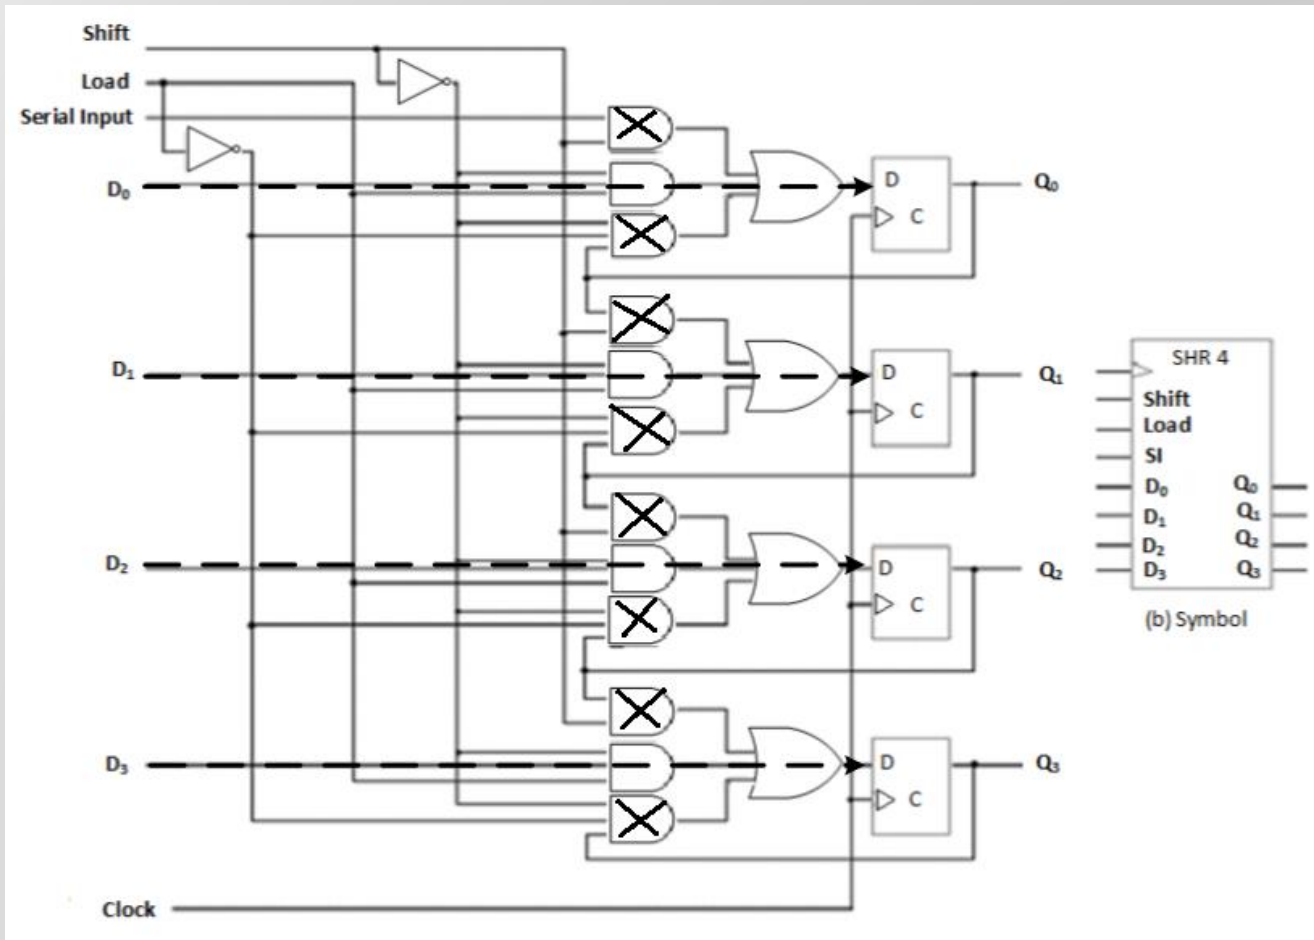 Shift
Load
Serial Input
D₀
D
C
Q₀
D₁
D
C
Q₁
D₂
D
C
Q₂
D₃
D
C
Q₃
Clock
SHR 4
Shift
Load
SI
D₀ Q₀
D₁ Q₁
D₂ Q₂
D₃ Q₃
(b) Symbol